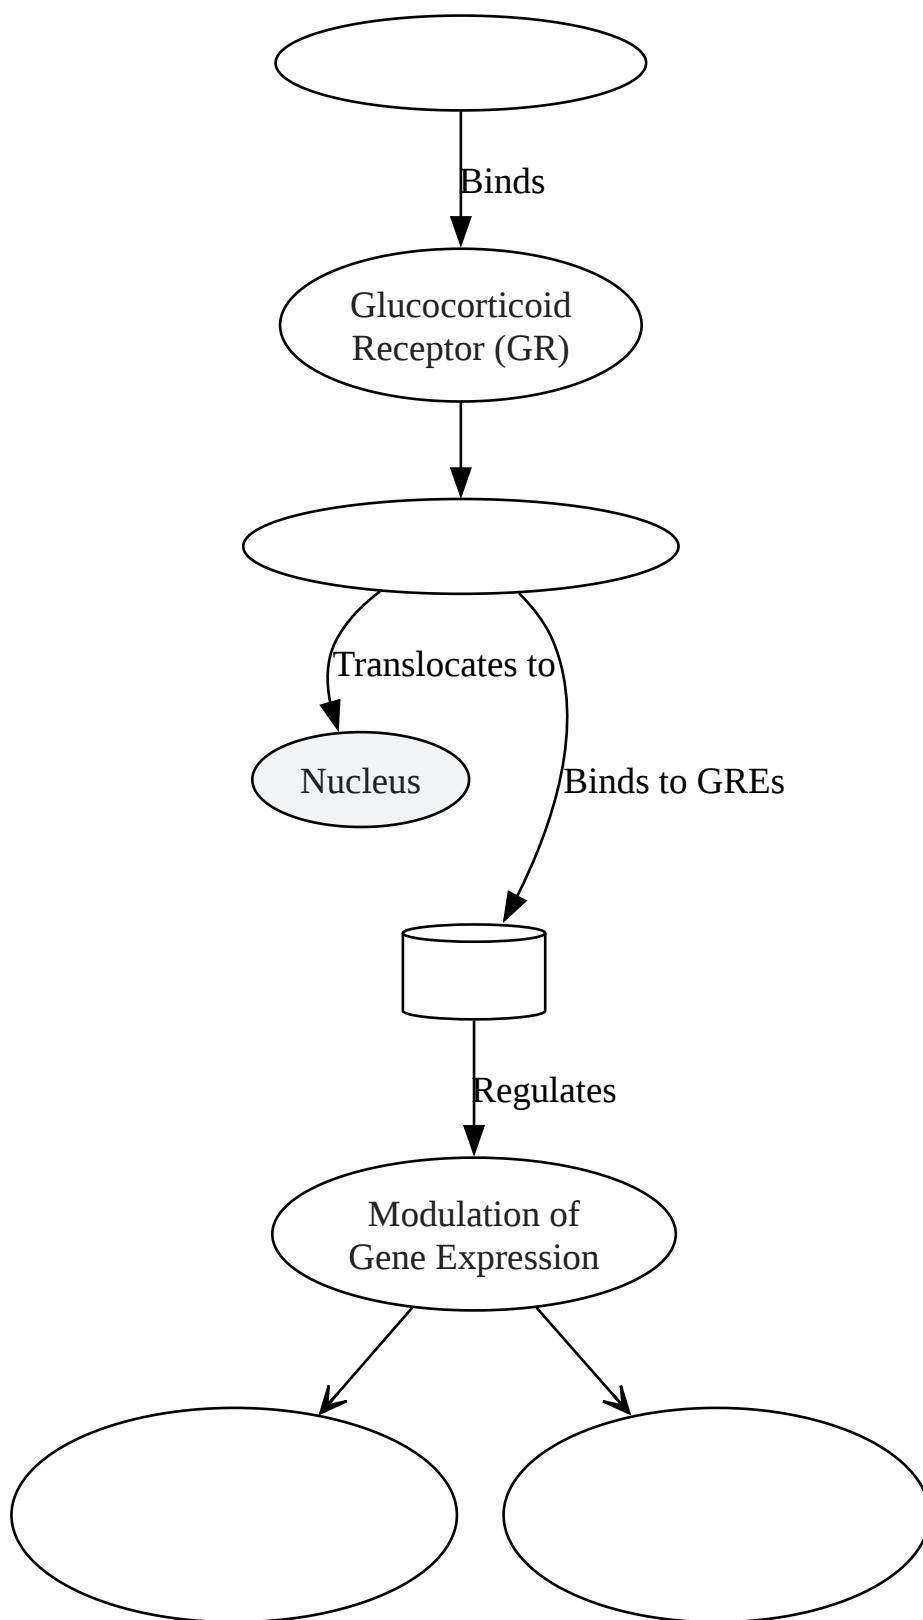 Binds
Glucocorticoid
Receptor (GR)
Translocates to
Nucleus
Binds to GREs
Regulates
Modulation of
Gene Expression